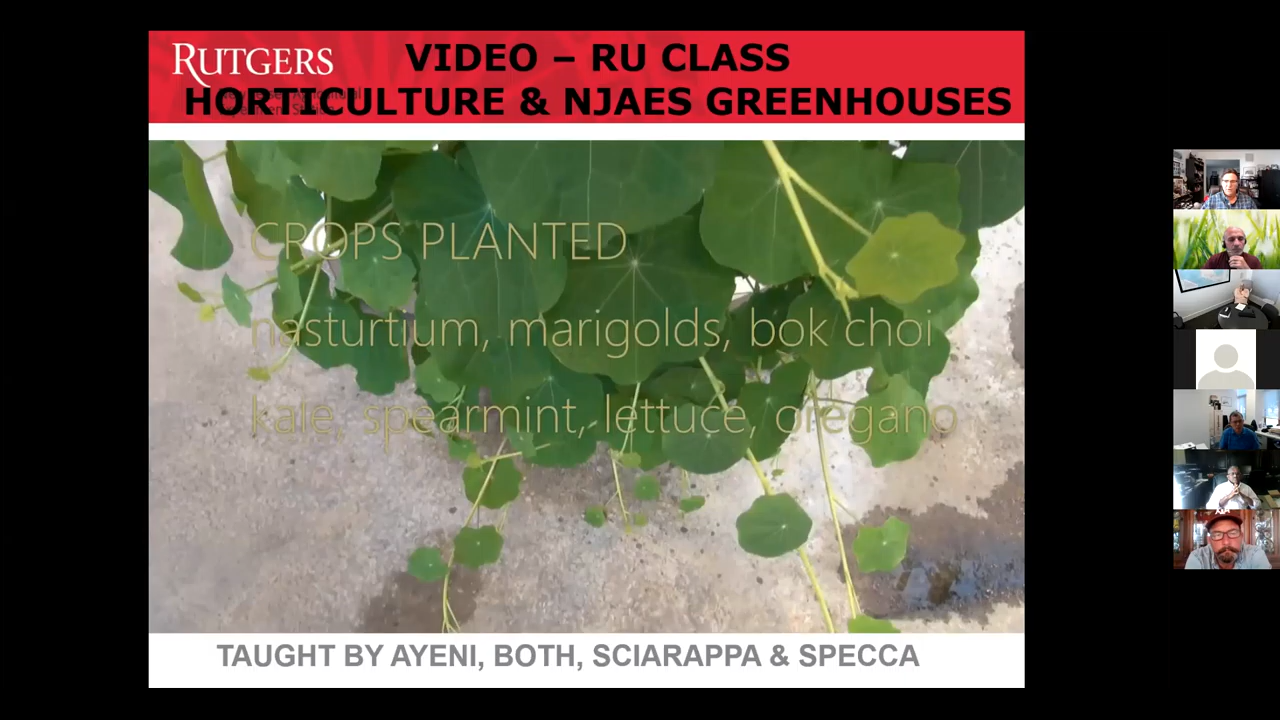 RUTGERS
VIDEO – RU CLASS
HORTICULTURE & NJAES GREENHOUSES
CROPS PLANTED
nasturtium, marigolds, bok choi
kale, spearmint, lettuce, oregano
TAUGHT BY AYENI, BOTH, SCIARAPPA & SPECCA